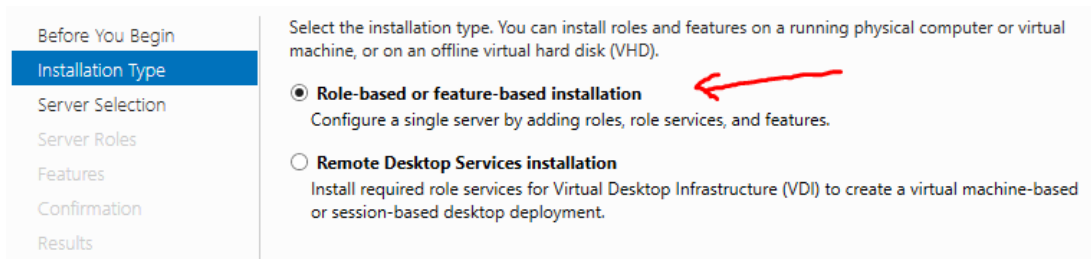 Before You Begin
Installation Type
Server Selection
Server Roles
Features
Confirmation
Results
Select the installation type. You can install roles and features on a running physical computer or virtual
machine, or on an offline virtual hard disk (VHD).
Role-based or feature-based installation
Configure a single server by adding roles, role services, and features.
Remote Desktop Services installation
Install required role services for Virtual Desktop Infrastructure (VDI) to create a virtual machine-based
or session-based desktop deployment.